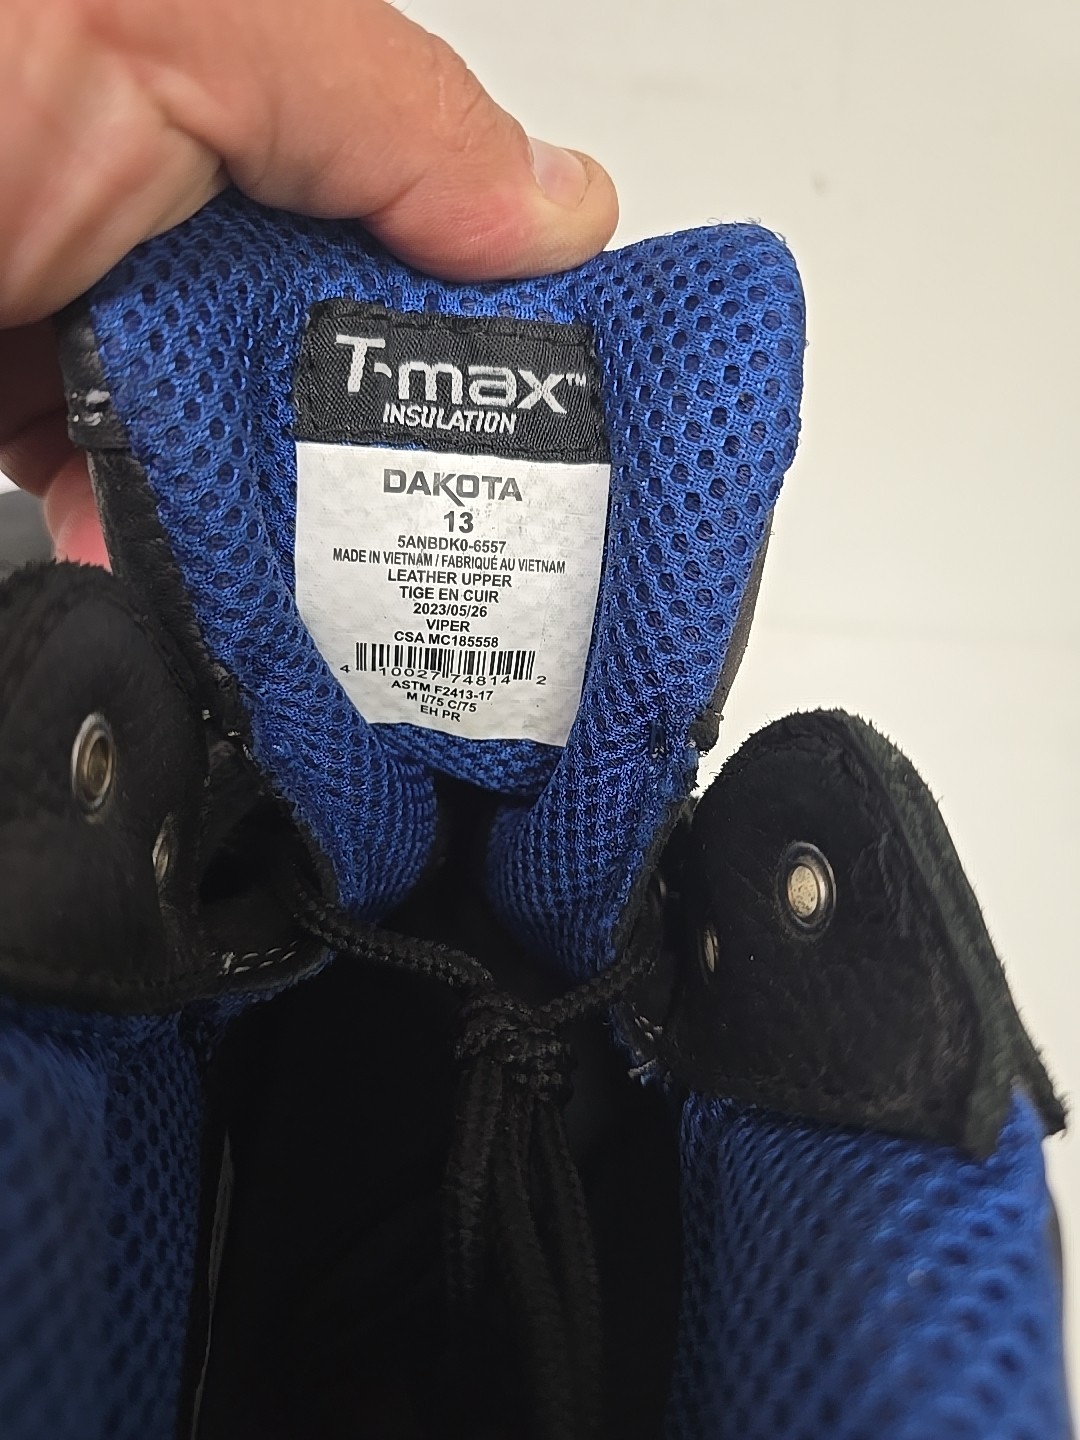 T-max™
INSULATION
DAKOTA
13
5ANBDK0-6557
MADE IN VIETNAM / FABRIQUÉ AU VIETNAM
LEATHER UPPER
TIGE EN CUIR
2023/05/26
VIPER
CSA MC185558
4 10027 74814 2
ASTM F2413-17
M I/75 C/75
EH PR